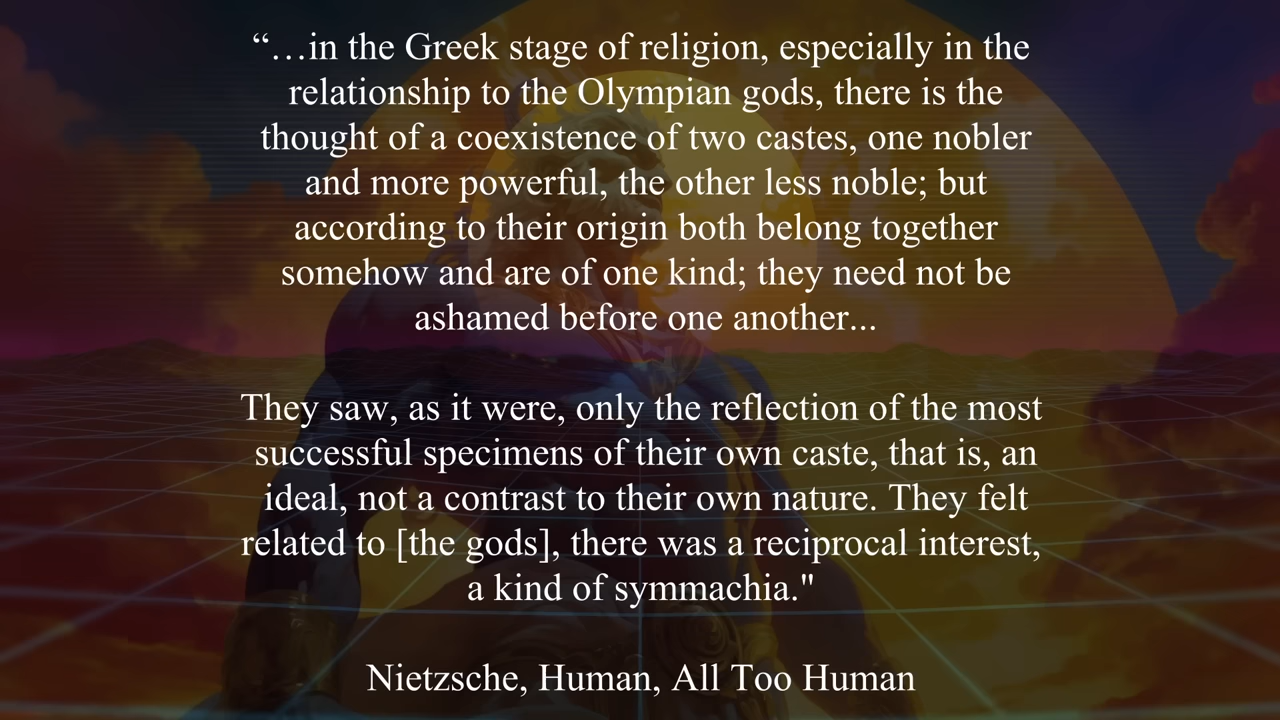 “…in the Greek stage of religion, especially in the
relationship to the Olympian gods, there is the
thought of a coexistence of two castes, one nobler
and more powerful, the other less noble; but
according to their origin both belong together
somehow and are of one kind; they need not be
ashamed before one another...
They saw, as it were, only the reflection of the most
successful specimens of their own caste, that is, an
ideal, not a contrast to their own nature. They felt
related to [the gods], there was a reciprocal interest,
a kind of symmachia."
Nietzsche, Human, All Too Human